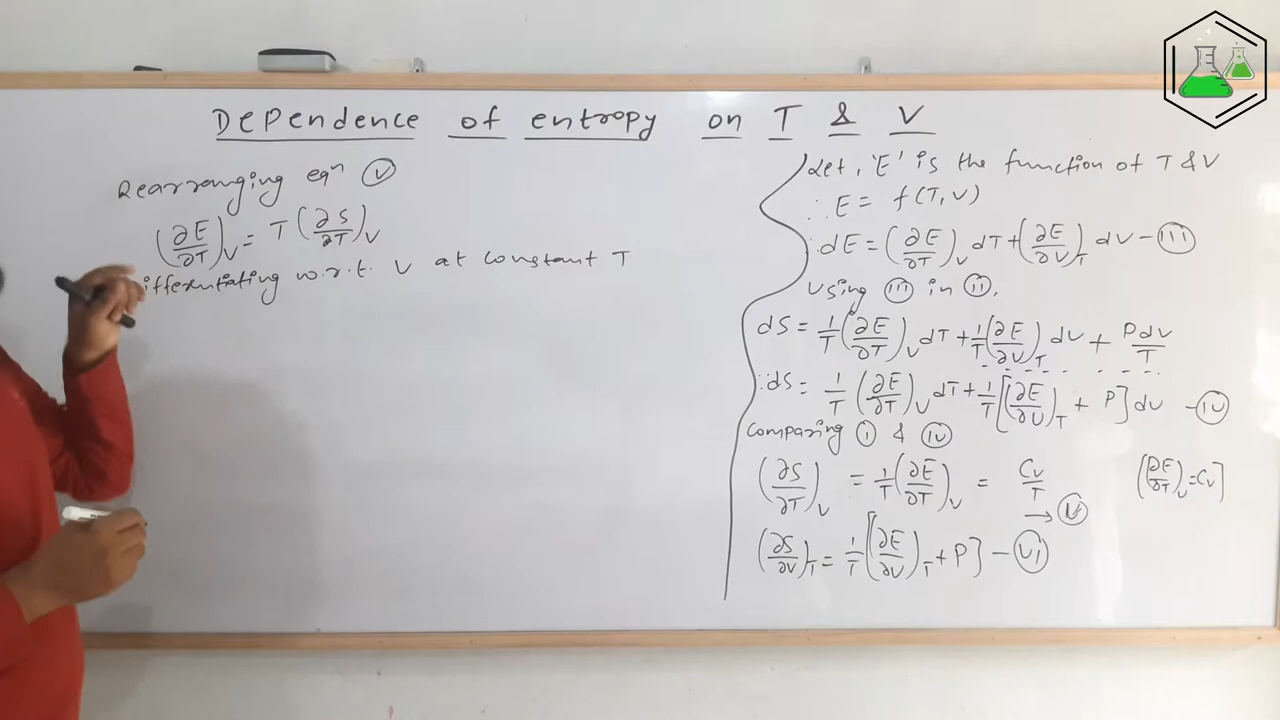 Dependence of entropy on T & V
Rearranging eqⁿ Ⓥ
(∂E/∂T)V = T(∂S/∂T)V
ifferentiating w.r.t. V at constant T
Let, 'E' is the function of T & V
∴ E = f(T,V)
∴ dE = (∂E/∂T)V dT + (∂E/∂V)T dV – (III)
Using (III) in (II),
dS = 1/T (∂E/∂T)V dT + 1/T (∂E/∂V)T dV + PdV/T
∴ dS = 1/T (∂E/∂T)V dT + 1/T [(∂E/∂V)T + P] dV – (IV)
Comparing (I) & (IV)
(∂S/∂T)V = 1/T (∂E/∂T)V = CV/T → (V) [(∂E/∂T)V = CV]
(∂S/∂V)T = 1/T [(∂E/∂V)T + P] – (VI)